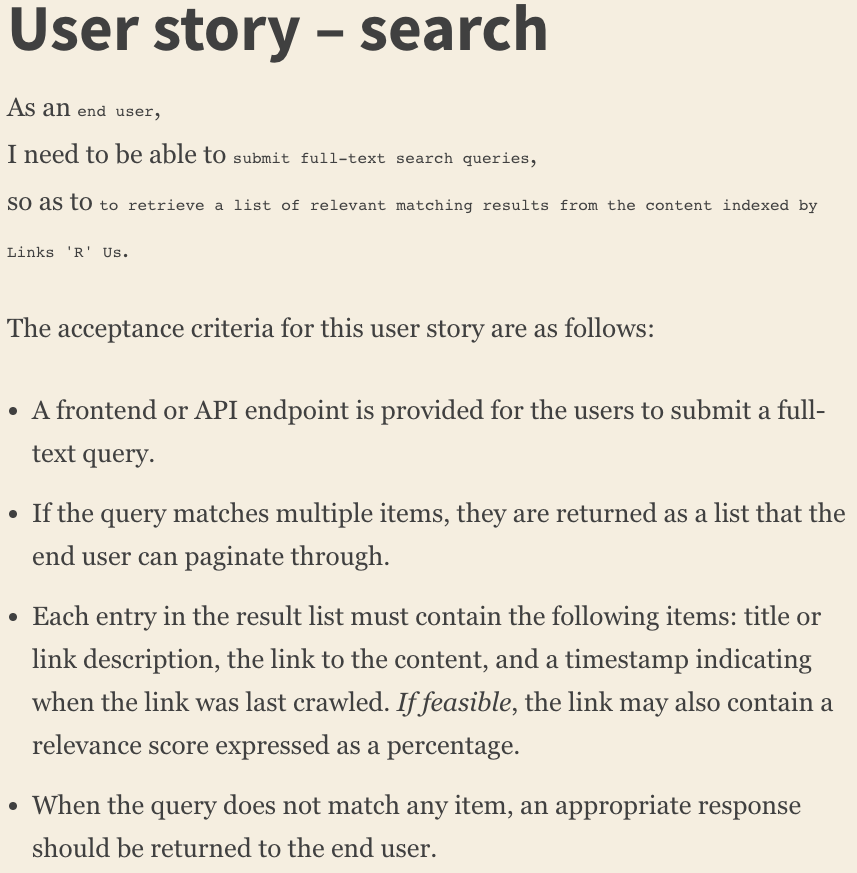 User story – search
As an end user,
I need to be able to submit full-text search queries,
so as to to retrieve a list of relevant matching results from the content indexed by
Links 'R' Us.
The acceptance criteria for this user story are as follows:
• A frontend or API endpoint is provided for the users to submit a full-
text query.
• If the query matches multiple items, they are returned as a list that the
end user can paginate through.
• Each entry in the result list must contain the following items: title or
link description, the link to the content, and a timestamp indicating
when the link was last crawled. If feasible, the link may also contain a
relevance score expressed as a percentage.
• When the query does not match any item, an appropriate response
should be returned to the end user.